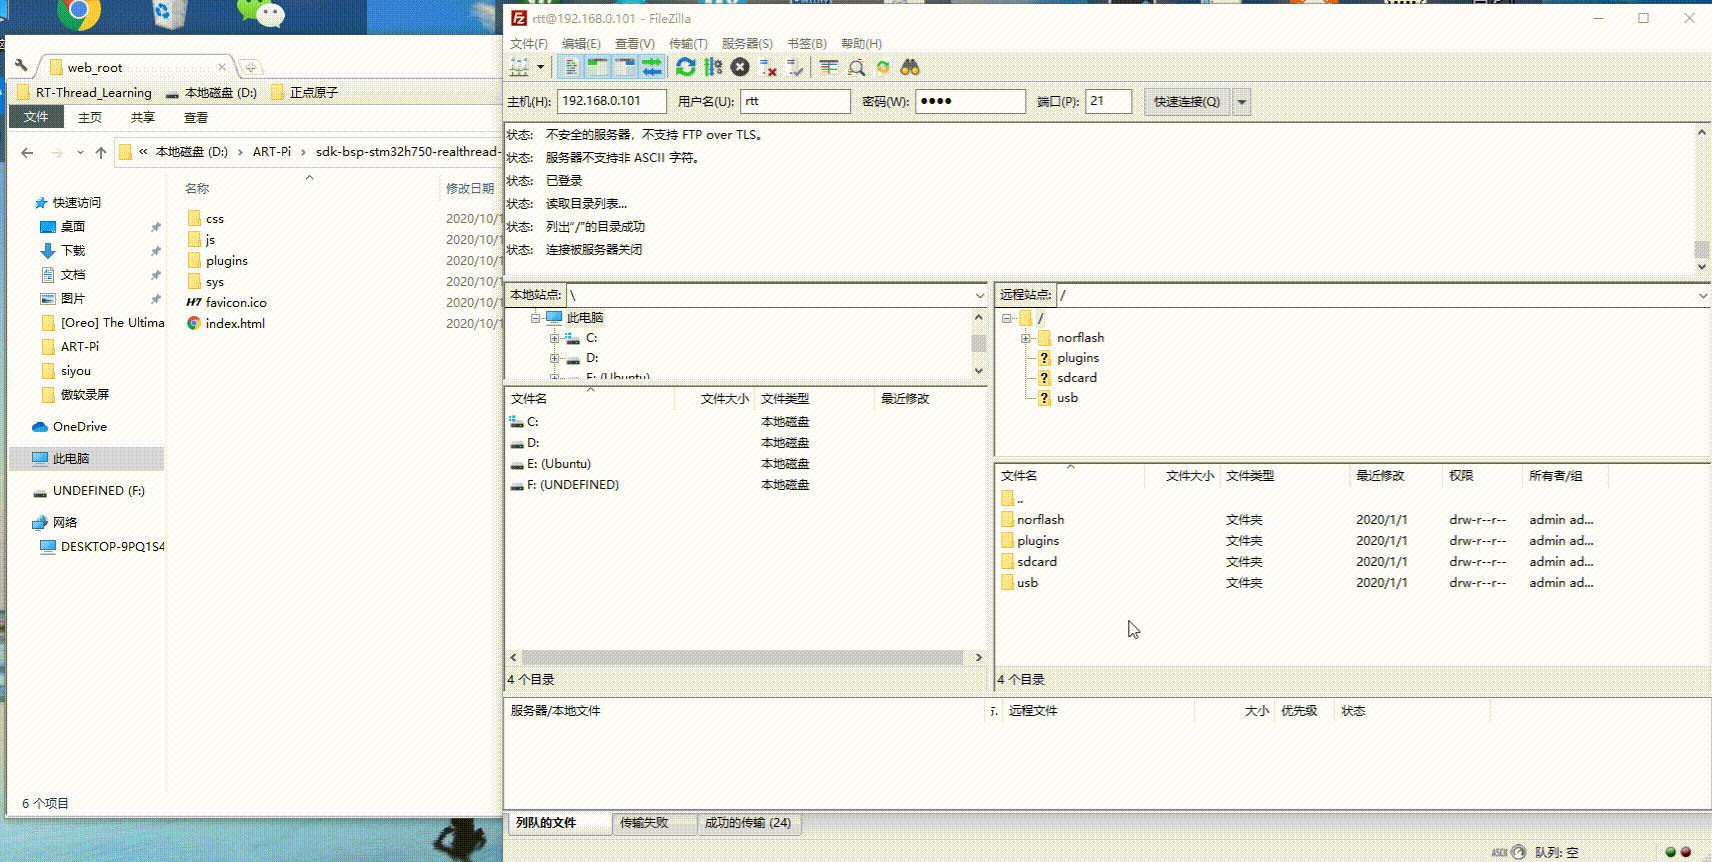 web_root
RT-Thread_Learning 本地磁盘 (D:) 正点原子
文件 主页 共享 查看
« 本地磁盘 (D:) › ART-Pi › sdk-bsp-stm32h750-realthread-
名称 修改日期
快速访问
桌面
下载
文档
图片
[Oreo] The Ultima
ART-Pi
siyou
傲软录屏
OneDrive
此电脑
UNDEFINED (F:)
网络
DESKTOP-9PQ1S4
css 2020/10/1
js 2020/10/1
plugins 2020/10/1
sys 2020/10/1
H7 favicon.ico 2020/10/1
index.html 2020/10/1
6 个项目
rtt@192.168.0.101 - FileZilla
文件(F) 编辑(E) 查看(V) 传输(T) 服务器(S) 书签(B) 帮助(H)
主机(H): 192.168.0.101 用户名(U): rtt 密码(W): ●●●● 端口(P): 21 快速连接(Q)
状态: 不安全的服务器，不支持 FTP over TLS。
状态: 服务器不支持非 ASCII 字符。
状态: 已登录
状态: 读取目录列表...
状态: 列出"/"的目录成功
状态: 连接被服务器关闭
本地站点: \
此电脑
C:
D:
E: (Ubuntu)
文件名 文件大小 文件类型 最近修改
C: 本地磁盘
D: 本地磁盘
E: (Ubuntu) 本地磁盘
F: (UNDEFINED) 本地磁盘
4 个目录
远程站点: /
/
norflash
? plugins
? sdcard
? usb
文件名 文件大小 文件类型 最近修改 权限 所有者/组
..
norflash 文件夹 2020/1/1 drw-r--r-- admin ad...
plugins 文件夹 2020/1/1 drw-r--r-- admin ad...
sdcard 文件夹 2020/1/1 drw-r--r-- admin ad...
usb 文件夹 2020/1/1 drw-r--r-- admin ad...
4 个目录
服务器/本地文件 远程文件 大小 优先级 状态
列队的文件 传输失败 成功的传输 (24)
ASCII 队列: 空